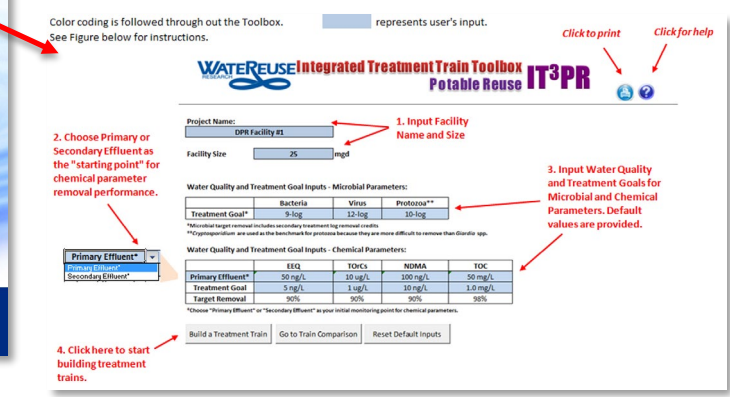 Color coding is followed through out the Toolbox. represents user's input.
See Figure below for instructions.
Click to print
Click for help
WATEREUSE
RESEARCH
Integrated Treatment Train Toolbox
Potable Reuse
IT³PR
Project Name:
DPR Facility #1
1. Input Facility
Name and Size
Facility Size 25 mgd
2. Choose Primary or
Secondary Effluent as
the "starting point" for
chemical parameter
removal performance.
3. Input Water Quality
and Treatment Goals for
Microbial and Chemical
Parameters. Default
values are provided.
Water Quality and Treatment Goal Inputs - Microbial Parameters:
Bacteria Virus Protozoa**
Treatment Goal* 9-log 12-log 10-log
*Microbial target removal includes secondary treatment log removal credits
**Cryptosporidium are used as the benchmark for protozoa because they are more difficult to remove than Giardia spp.
Water Quality and Treatment Goal Inputs - Chemical Parameters:
Primary Effluent*
Primary Effluent*
Secondary Effluent*
EEQ TOrCs NDMA TOC
Primary Effluent* 50 ng/L 10 ug/L 100 ng/L 50 mg/L
Treatment Goal 5 ng/L 1 ug/L 10 ng/L 1.0 mg/L
Target Removal 90% 90% 90% 98%
*Choose "Primary Effluent" or "Secondary Effluent" as your initial monitoring point for chemical parameters.
Build a Treatment Train
Go to Train Comparison
Reset Default Inputs
4. Click here to start
building treatment
trains.